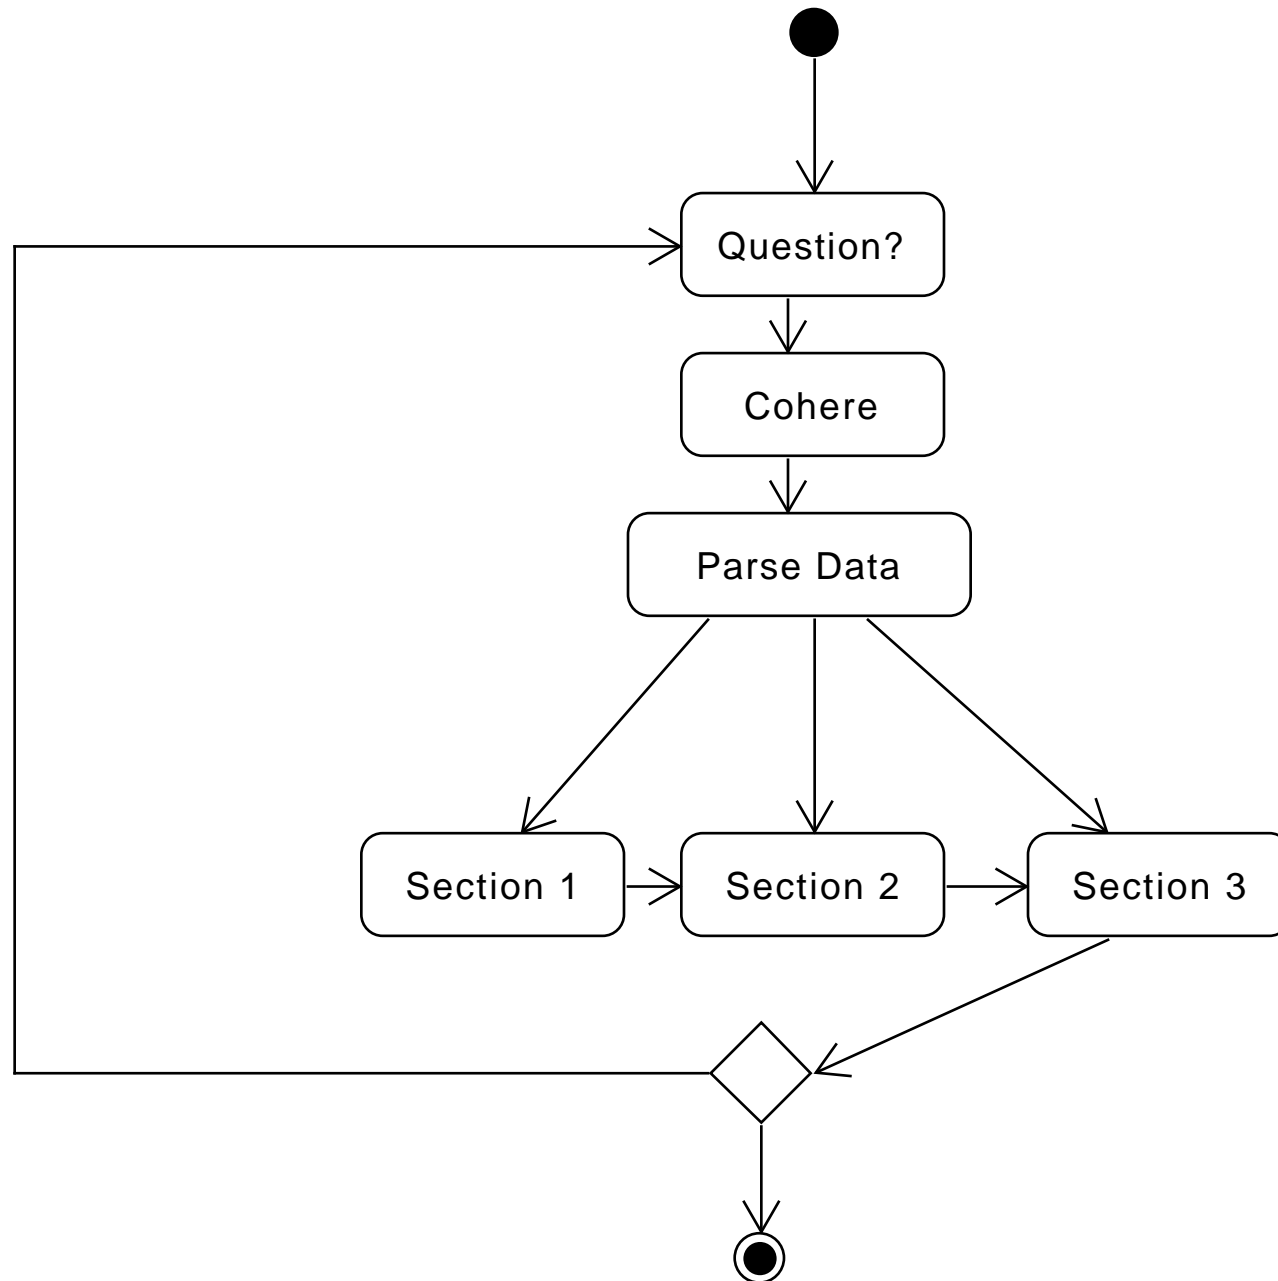 Question?
Cohere
Parse Data
Section 1
Section 2
Section 3